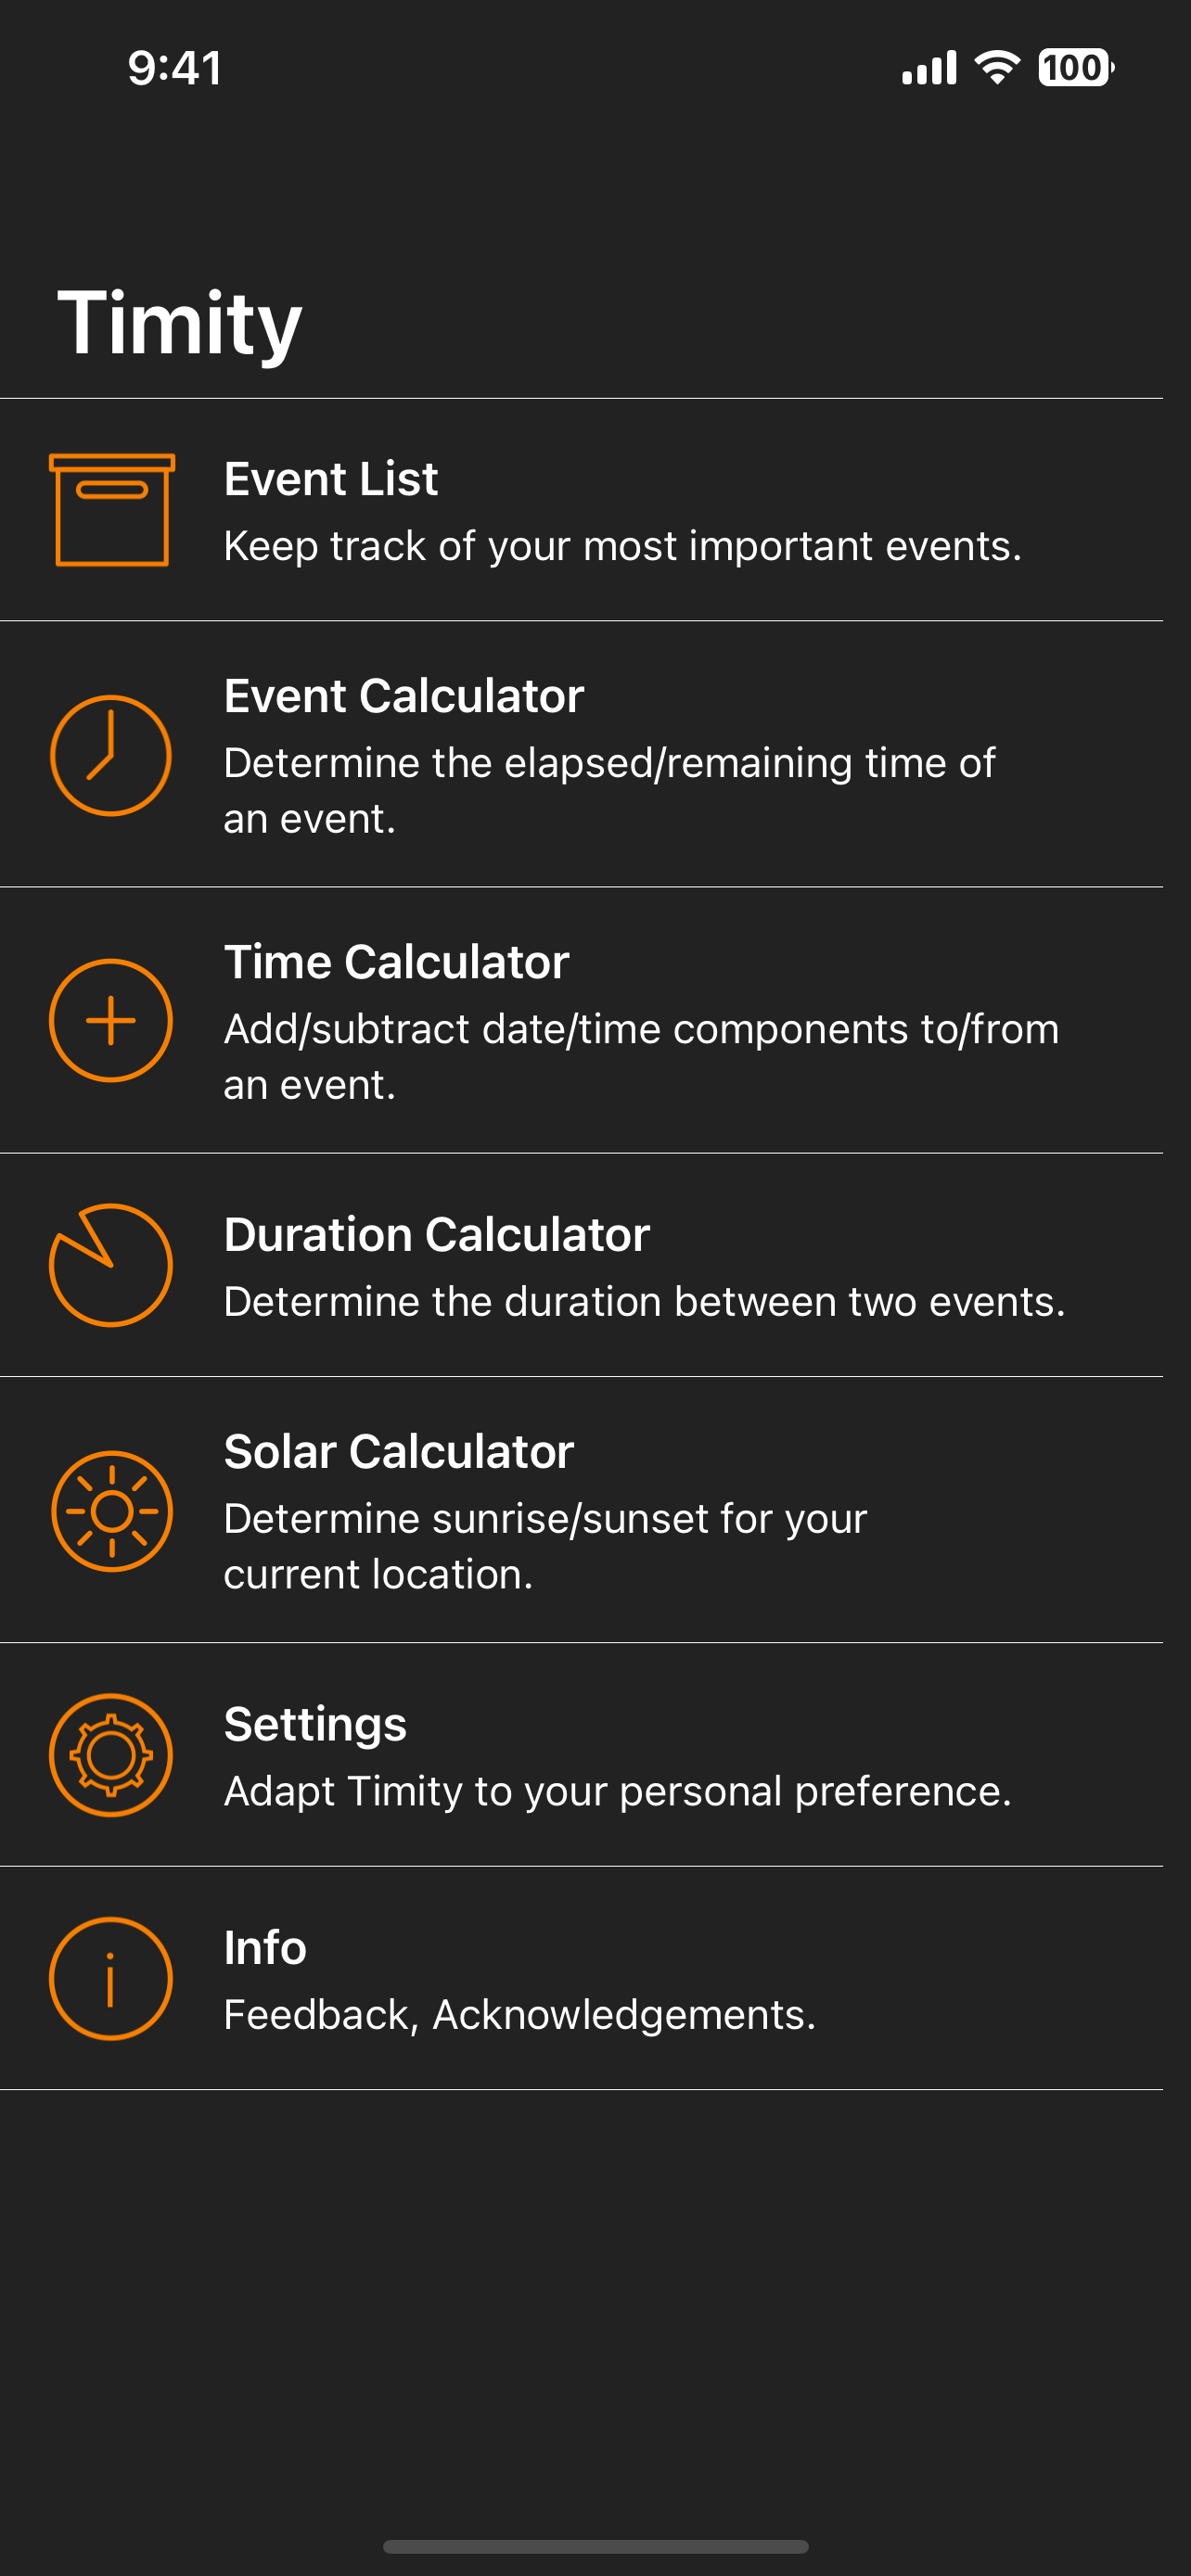 9:41
100
Timity
Event List
Keep track of your most important events.
Event Calculator
Determine the elapsed/remaining time of
an event.
Time Calculator
Add/subtract date/time components to/from
an event.
Duration Calculator
Determine the duration between two events.
Solar Calculator
Determine sunrise/sunset for your
current location.
Settings
Adapt Timity to your personal preference.
Info
Feedback, Acknowledgements.